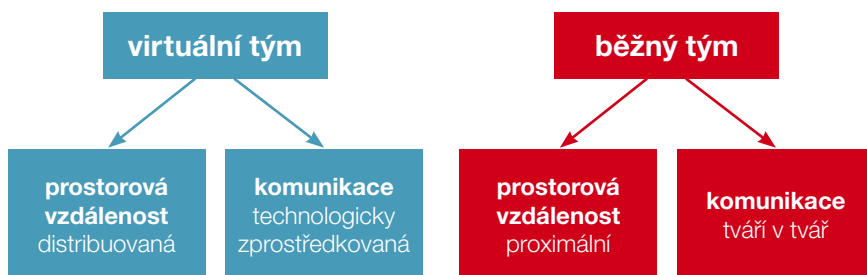 virtuální tým
běžný tým
prostorová
vzdálenost
distribuovaná
komunikace
technologicky
zprostředkovaná
prostorová
vzdálenost
proximální
komunikace
tváří v tvář